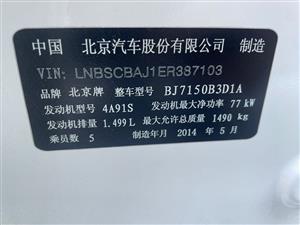 中国 北京汽车股份有限公司 制造
VIN: LNBSCBAJ1ER387103
品牌 北京牌 整车型号 BJ7150B3D1A
发动机型号 4A91S 发动机最大净功率 77 kW
发动机排量 1.499 L 最大允许总质量 1490 kg
乘员数 5 制造年月 2014 年 5 月